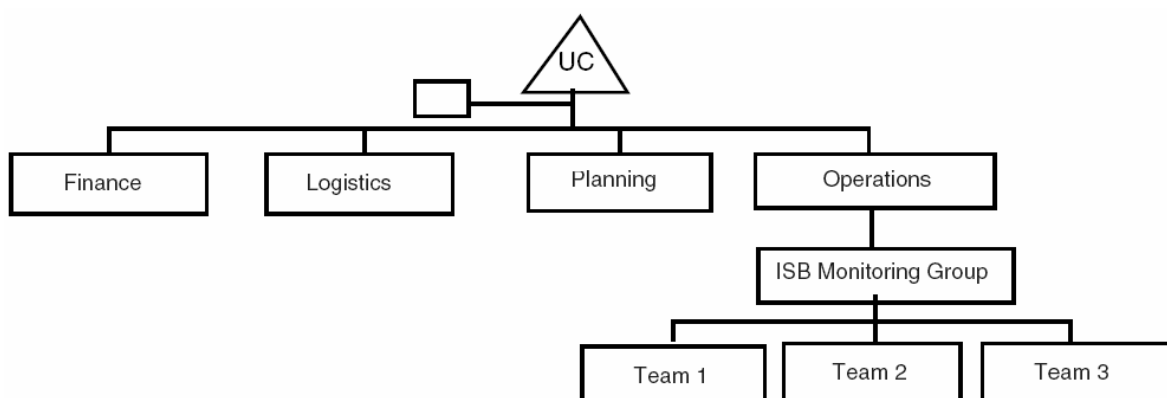 UC
Finance
Logistics
Planning
Operations
ISB Monitoring Group
Team 1
Team 2
Team 3